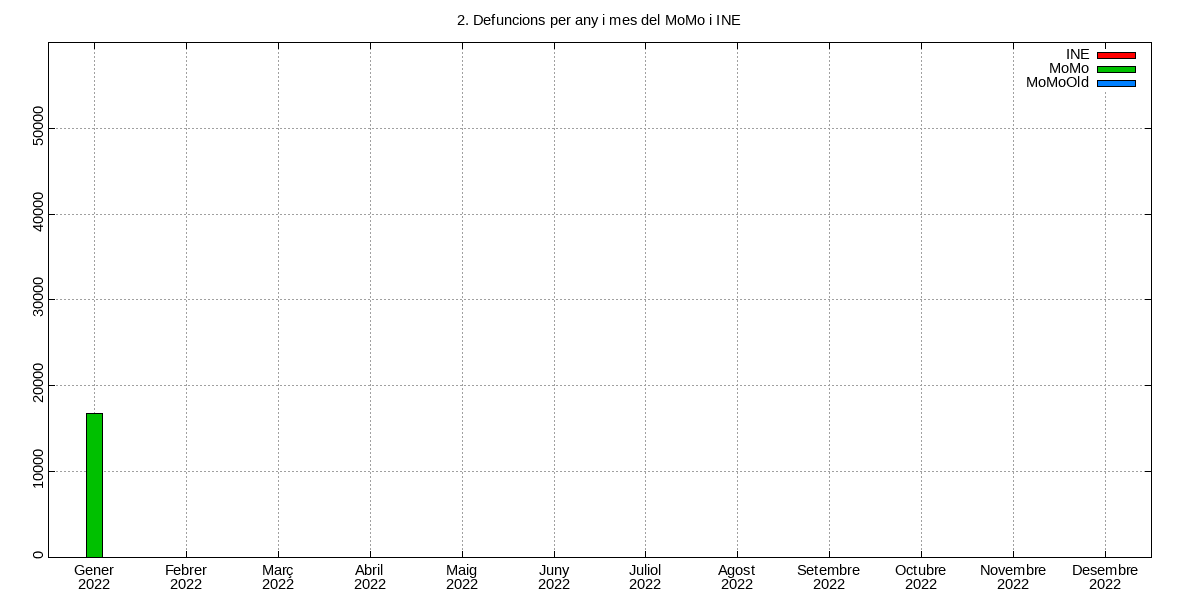 2. Defuncions per any i mes del MoMo i INE
INE
MoMo
MoMoOld
50000
40000
30000
20000
10000
0
Gener Febrer Març Abril Maig Juny Juliol Agost Setembre Octubre Novembre Desembre
2022 2022 2022 2022 2022 2022 2022 2022 2022 2022 2022 2022